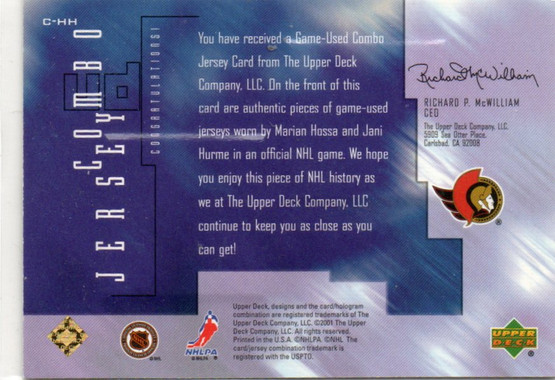 C-HH
COMBO
JERSEY
CONGRATULATIONS!
You have received a Game-Used Combo
Jersey Card from The Upper Deck
Company, LLC. On the front of this
card are authentic pieces of game-used
jerseys worn by Marian Hossa and Jani
Hurme in an official NHL game. We hope
you enjoy this piece of NHL history as
we at The Upper Deck Company, LLC
continue to keep you as close as you
can get!
Richard McWilliam
RICHARD P. McWILLIAM
CEO
The Upper Deck Company, LLC.
5909 Sea Otter Place,
Carlsbad, CA 92008
®
Upper Deck, designs and the card/hologram
combination are registered trademarks of The
Upper Deck Company, LLC. ©2001 The Upper
Deck Company, LLC. All rights reserved.
Printed in the U.S.A. ©NHLPA. ©NHL. The
card/jersey combination trademark is
registered with the USPTO.
NHL
NHLPA
UPPER
DECK